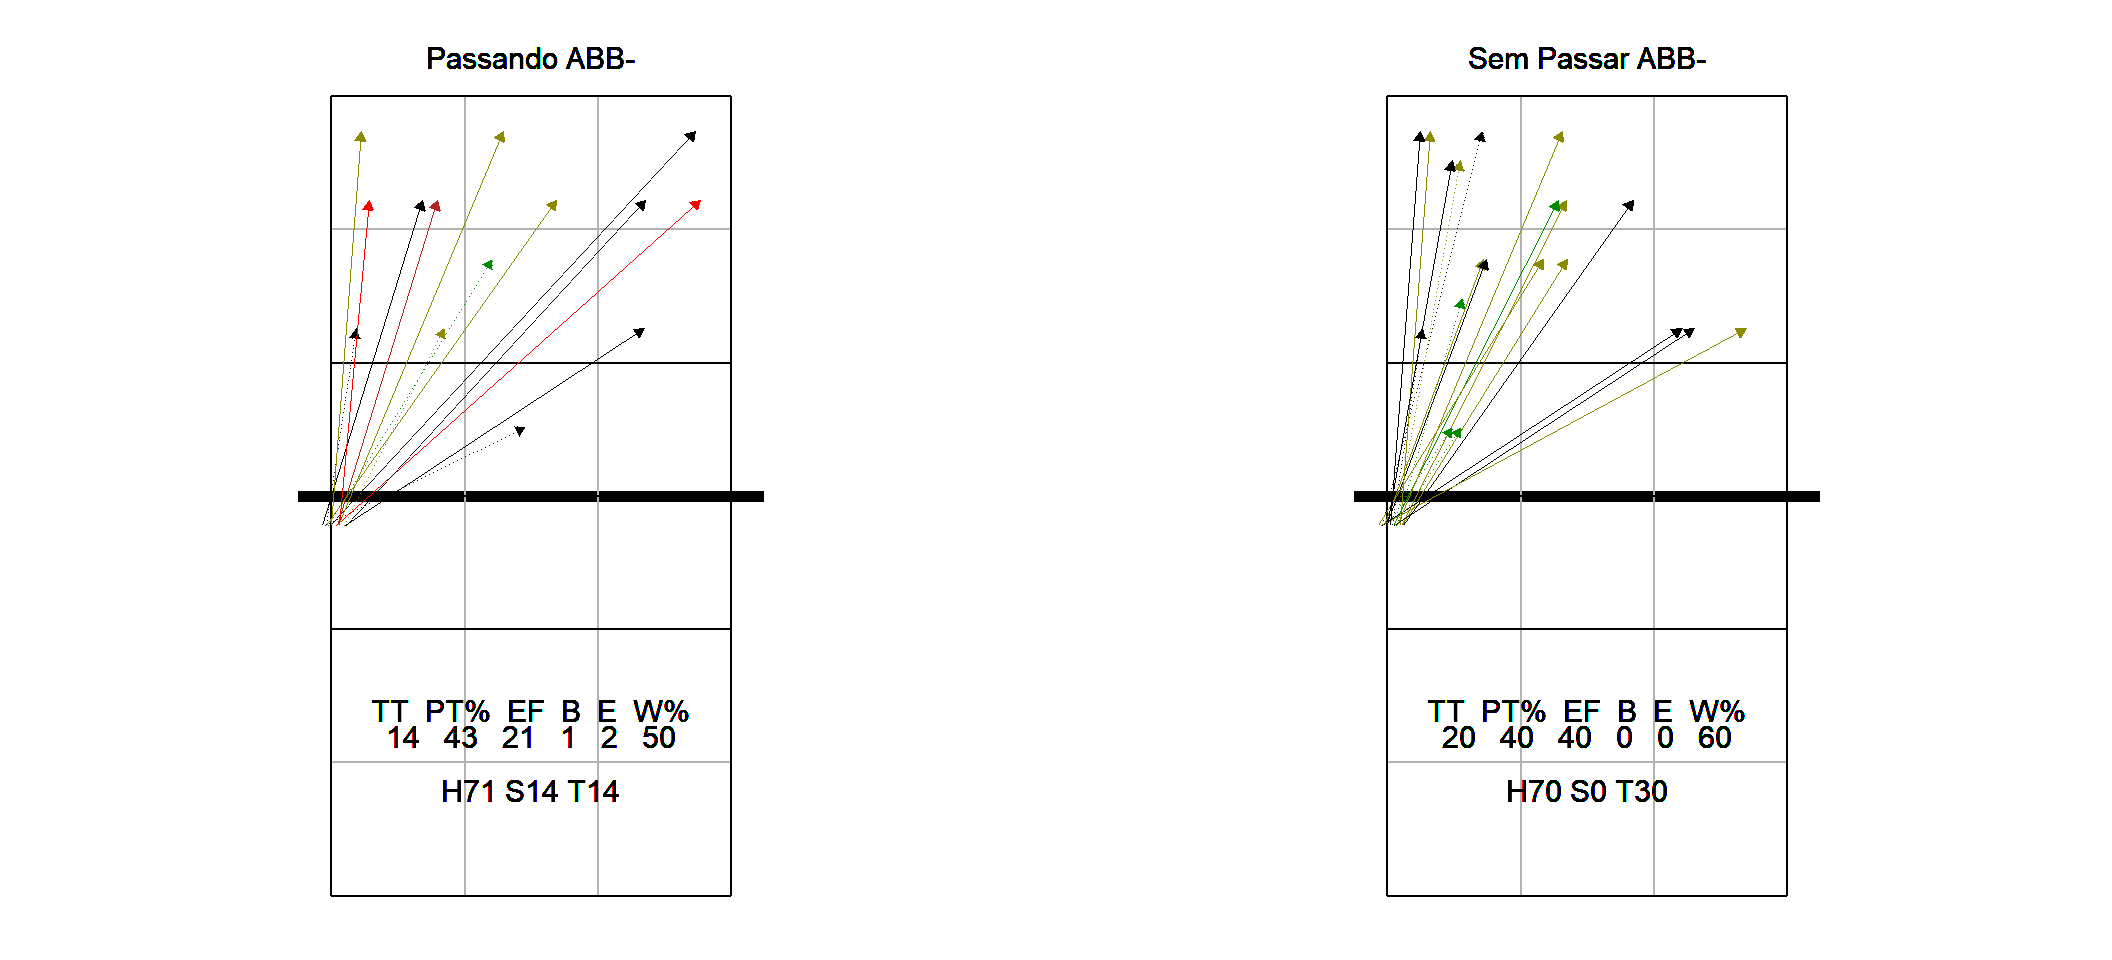 Passando ABB-
TT PT% EF B E W%
14 43 21 1 2 50
H71 S14 T14
Sem Passar ABB-
TT PT% EF B E W%
20 40 40 0 0 60
H70 S0 T30